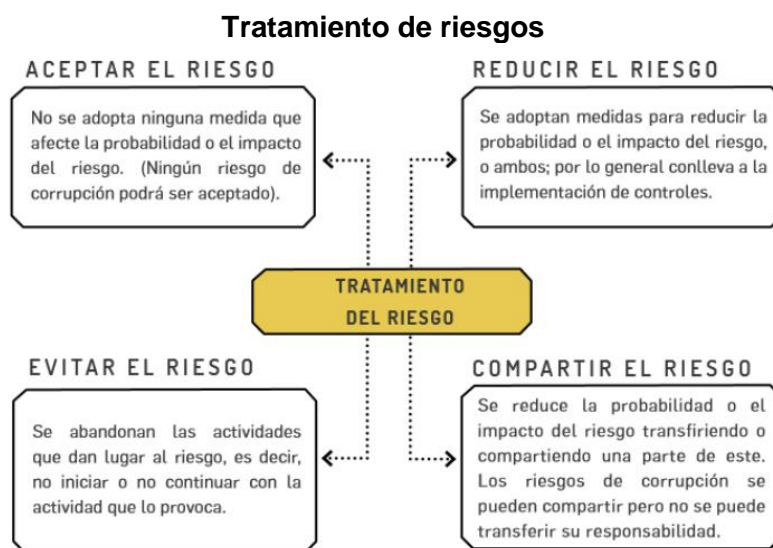 Tratamiento de riesgos
ACEPTAR EL RIESGO
No se adopta ninguna medida que
afecte la probabilidad o el impacto
del riesgo. (Ningún riesgo de
corrupción podrá ser aceptado).
REDUCIR EL RIESGO
Se adoptan medidas para reducir la
probabilidad o el impacto del riesgo,
o ambos; por lo general conlleva a la
implementación de controles.
TRATAMIENTO
DEL RIESGO
EVITAR EL RIESGO
Se abandonan las actividades
que dan lugar al riesgo, es decir,
no iniciar o no continuar con la
actividad que lo provoca.
COMPARTIR EL RIESGO
Se reduce la probabilidad o el
impacto del riesgo transfiriendo o
compartiendo una parte de este.
Los riesgos de corrupción se
pueden compartir pero no se puede
transferir su responsabilidad.